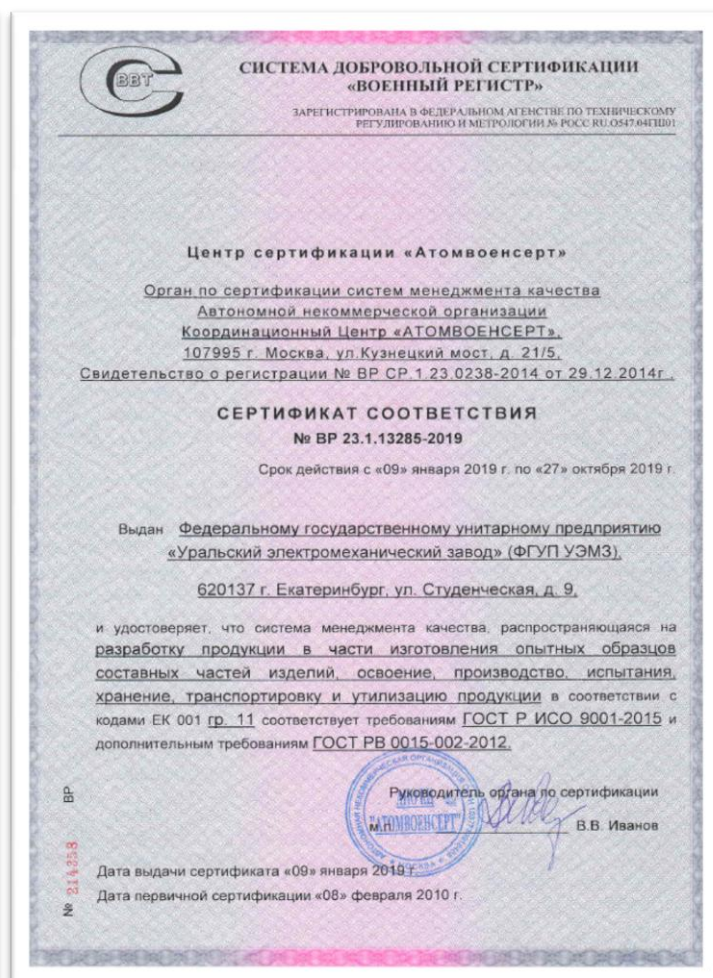 ВВТ
СИСТЕМА ДОБРОВОЛЬНОЙ СЕРТИФИКАЦИИ
«ВОЕННЫЙ РЕГИСТР»
ЗАРЕГИСТРИРОВАНА В ФЕДЕРАЛЬНОМ АГЕНСТВЕ ПО ТЕХНИЧЕСКОМУ
РЕГУЛИРОВАНИЮ И МЕТРОЛОГИИ № РОСС RU.О547.04ГШ01
Центр сертификации «Атомвоенсерт»
Орган по сертификации систем менеджмента качества
Автономной некоммерческой организации
Координационный Центр «АТОМВОЕНСЕРТ»,
107995 г. Москва, ул.Кузнецкий мост, д. 21/5,
Свидетельство о регистрации № ВР СР.1.23.0238-2014 от 29.12.2014г .
СЕРТИФИКАТ СООТВЕТСТВИЯ
№ ВР 23.1.13285-2019
Срок действия с «09» января 2019 г. по «27» октября 2019 г.
Выдан Федеральному государственному унитарному предприятию
«Уральский электромеханический завод» (ФГУП УЭМЗ),
620137 г. Екатеринбург, ул. Студенческая, д. 9,
и удостоверяет, что система менеджмента качества, распространяющаяся на
разработку продукции в части изготовления опытных образцов
составных частей изделий, освоение, производство, испытания,
хранение, транспортировку и утилизацию продукции в соответствии с
кодами ЕК 001 гр. 11 соответствует требованиям ГОСТ Р ИСО 9001-2015 и
дополнительным требованиям ГОСТ РВ 0015-002-2012.
Руководитель органа по сертификации
м.п. В.В. Иванов
"АТОМВОЕНСЕРТ"
МОСКВА
Дата выдачи сертификата «09» января 2019 г.
Дата первичной сертификации «08» февраля 2010 г.
№ 214358 ВР